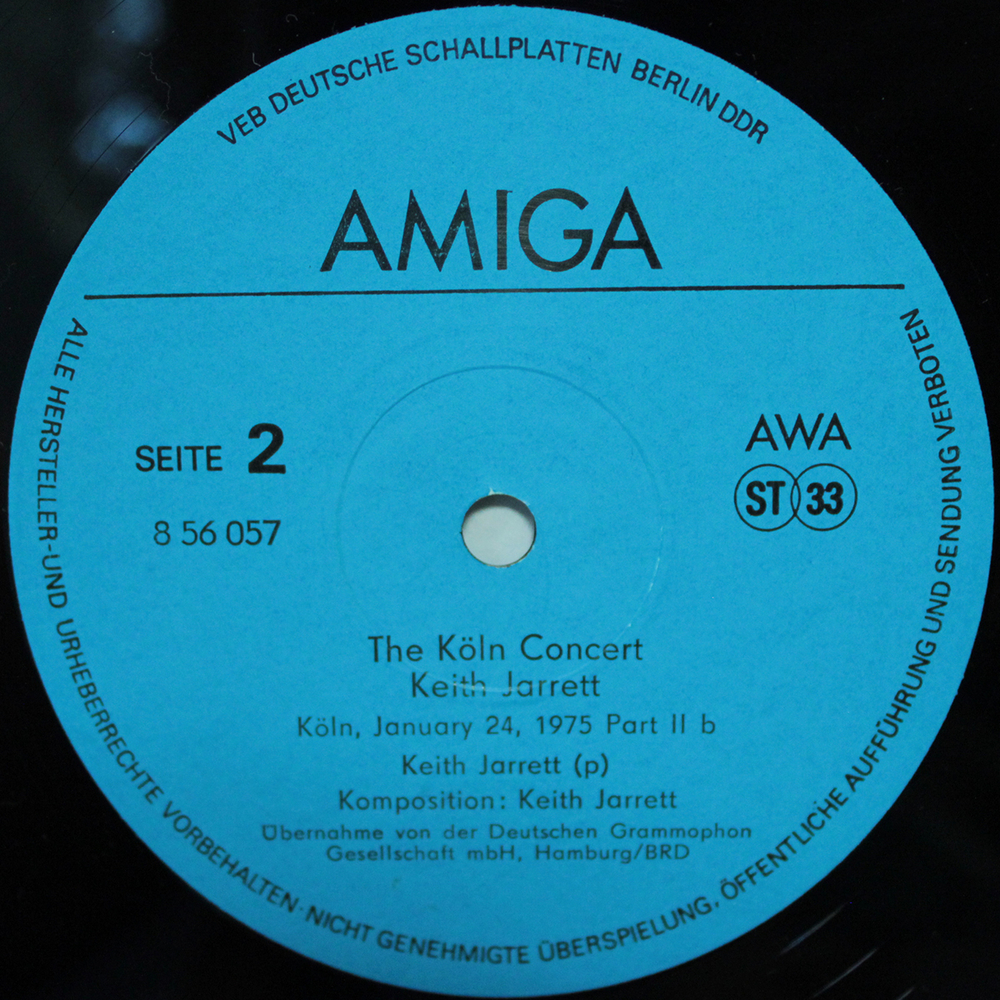 VEB DEUTSCHE SCHALLPLATTEN BERLIN DDR
AMIGA
SEITE 2
8 56 057
AWA
ST 33
The Köln Concert
Keith Jarrett
Köln, January 24, 1975 Part II b
Keith Jarrett (p)
Komposition: Keith Jarrett
Übernahme von der Deutschen Grammophon
Gesellschaft mbH, Hamburg/BRD
ALLE HERSTELLER-UND URHEBERRECHTE VORBEHALTEN · NICHT GENEHMIGTE ÜBERSPIELUNG, ÖFFENTLICHE AUFFÜHRUNG UND SENDUNG VERBOTEN